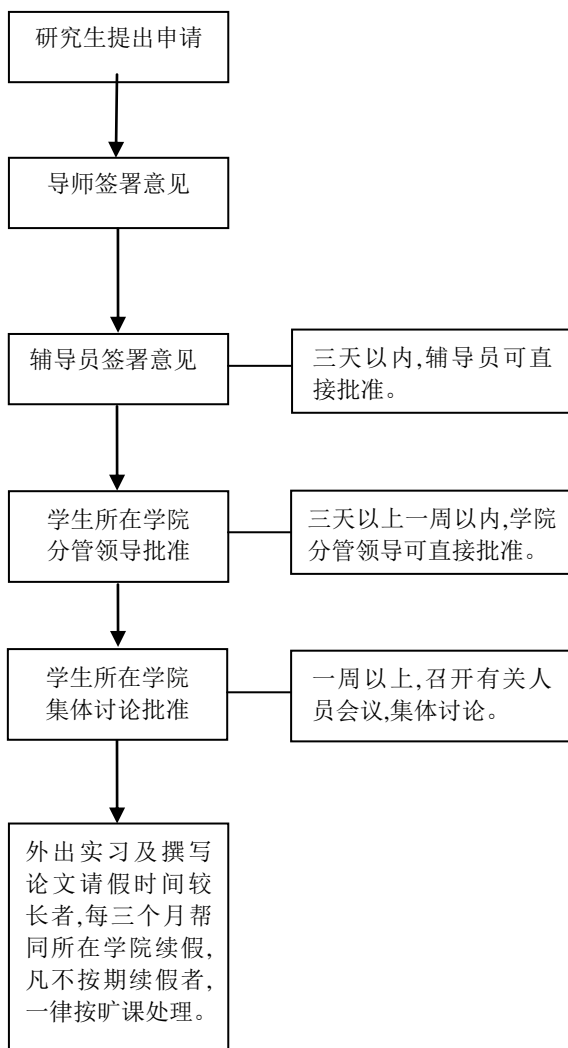 研究生提出申请
导师签署意见
辅导员签署意见
三天以内,辅导员可直
接批准。
学生所在学院
分管领导批准
三天以上一周以内,学院
分管领导可直接批准。
学生所在学院
集体讨论批准
一周以上,召开有关人
员会议,集体讨论。
外出实习及撰写
论文请假时间较
长者,每三个月帮
同所在学院续假,
凡不按期续假者,
一律按旷课处理。